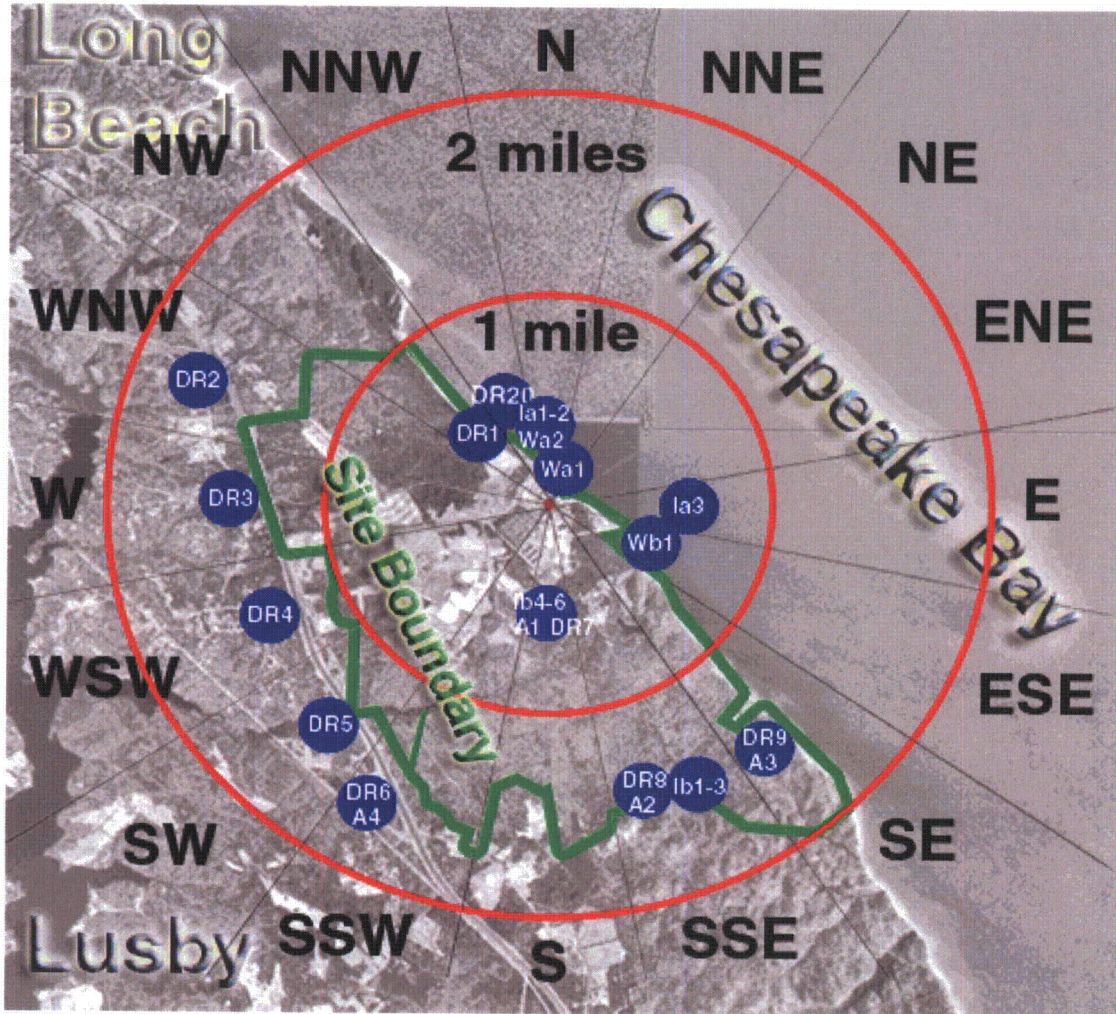 Long
Beach
NNW
N
NNE
NW
2 miles
NE
Chesapeake Bay
WNW
1 mile
ENE
DR2
DR20
Ia1-2
DR1
Wa2
Wa1
W
DR3
Site Boundary
Ia3
E
Wb1
DR4
Ib4-6
A1 DR7
WSW
ESE
DR5
DR9
A3
DR6
A4
DR8
A2
Ib1-3
SW
SE
SSW
S
SSE
Lusby